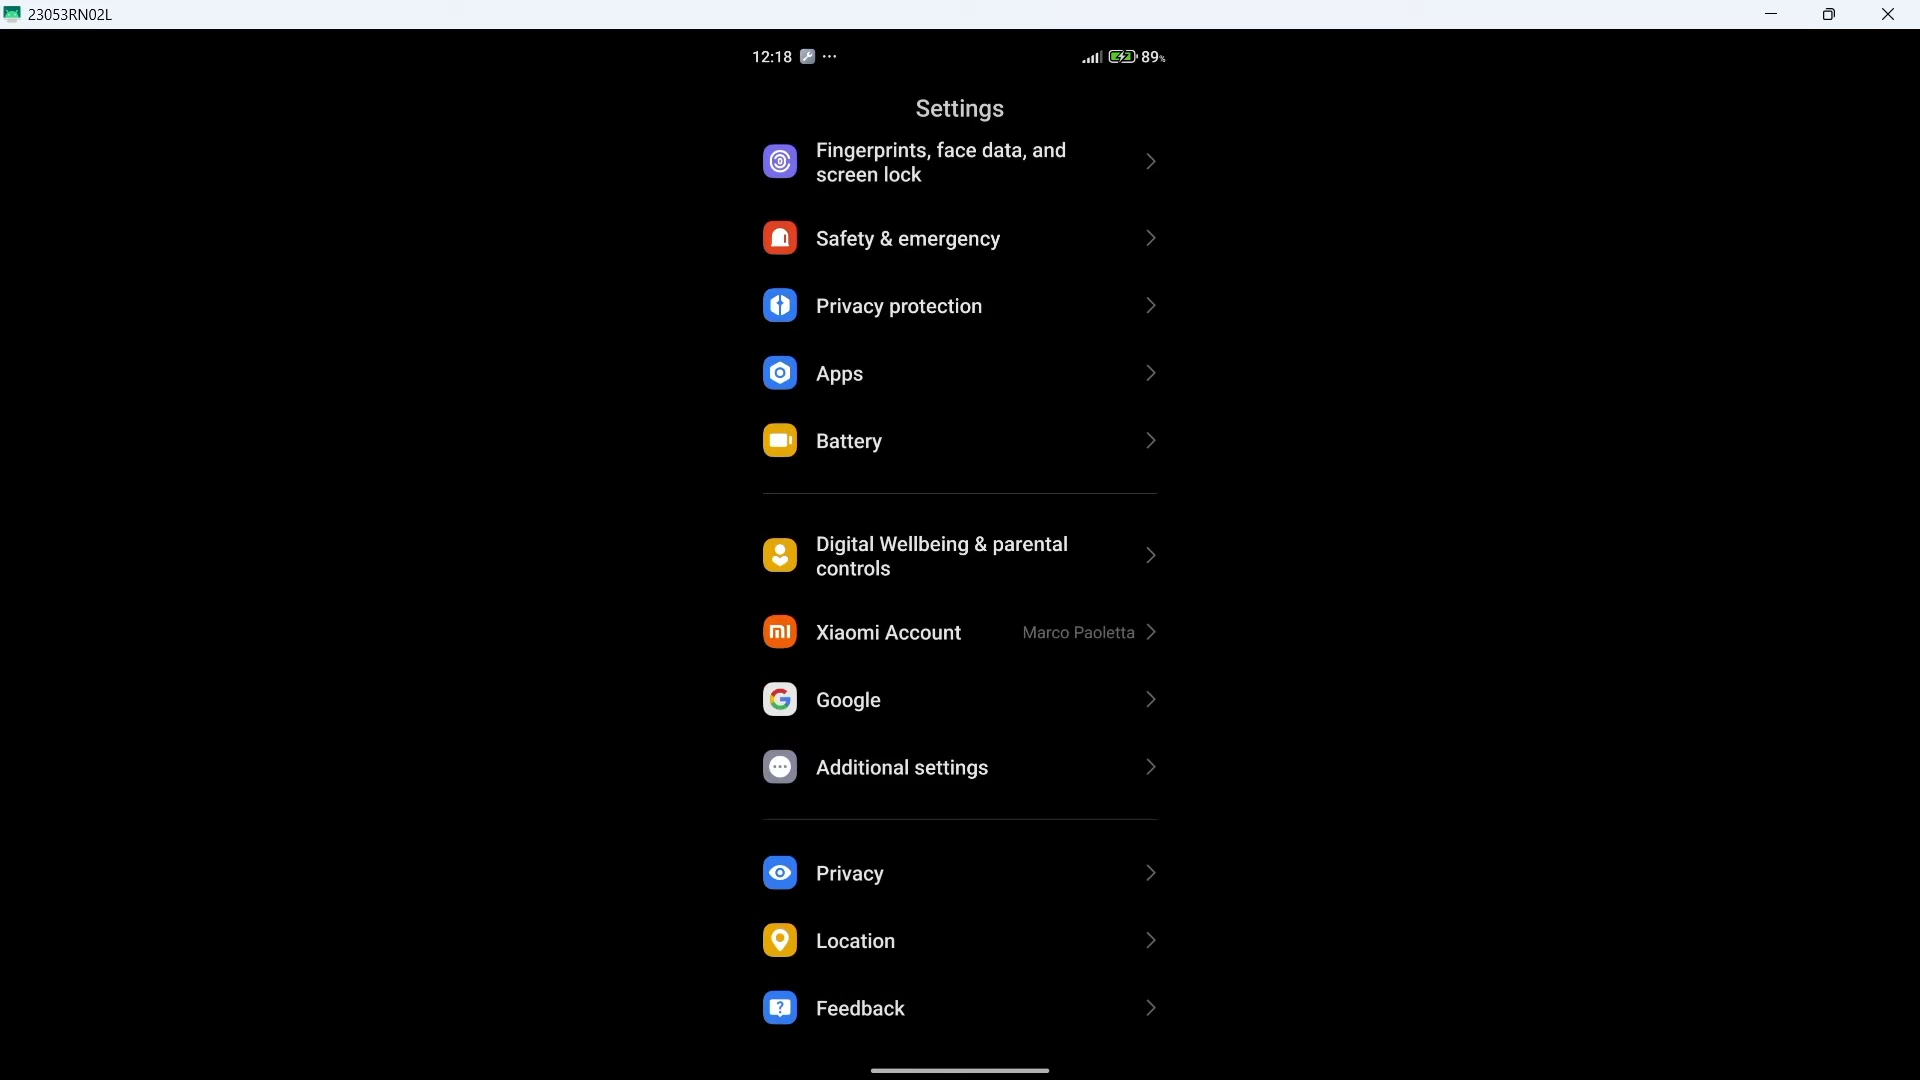 23053RN02L
12:18 ... 89%
Settings
Fingerprints, face data, and
screen lock
Safety & emergency
Privacy protection
Apps
Battery
Digital Wellbeing & parental
controls
mi Xiaomi Account Marco Paoletta
G Google
Additional settings
Privacy
Location
? Feedback